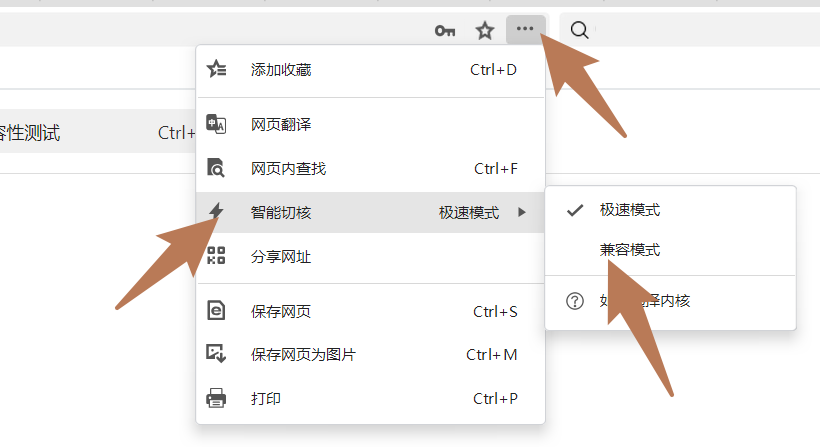 添加收藏 Ctrl+D
网页翻译
容性测试 Ctrl+
网页内查找 Ctrl+F
智能切核 极速模式
极速模式
兼容模式
分享网址
内核
保存网页 Ctrl+S
保存网页为图片 Ctrl+M
打印 Ctrl+P